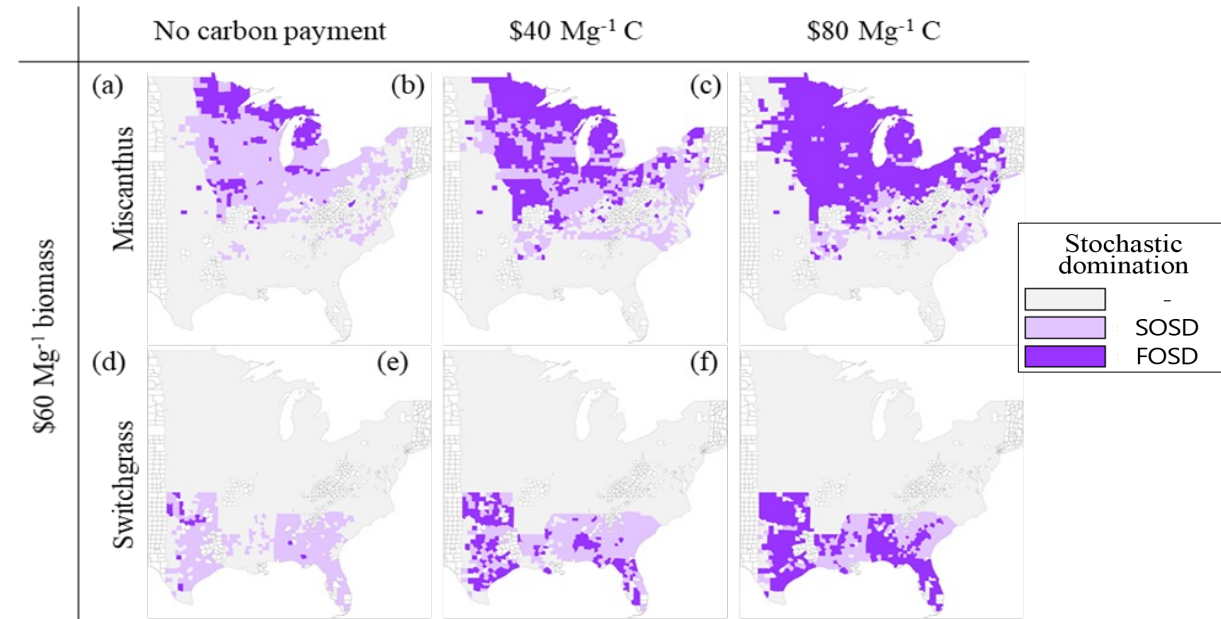 No carbon payment
$40 Mg⁻¹ C
$80 Mg⁻¹ C
$60 Mg⁻¹ biomass
Miscanthus
(a)
(b)
(c)
Switchgrass
(d)
(e)
(f)
Stochastic
domination
-
SOSD
FOSD